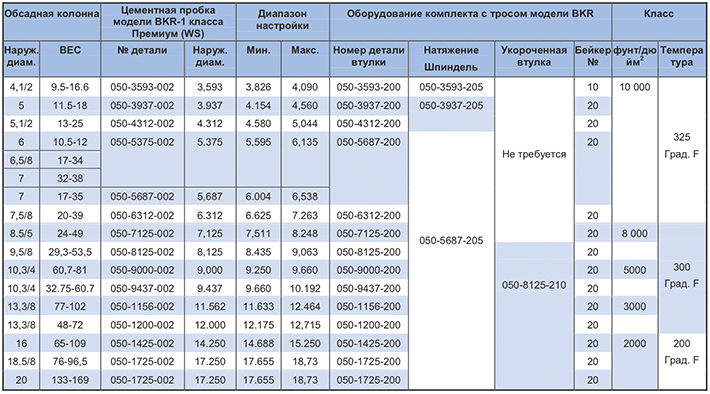 Обсадная колонна | Цементная пробка модели BKR-1 класса Премиум (WS) | Диапазон настройки | Оборудование комплекта с тросом модели BKR | Класс
Наруж. диам. | ВЕС | № детали | Наруж. диам. | Мин. | Макс. | Номер детали втулки | Натяжение Шпиндель | Укороченная втулка | Бейкер № | фунт/дюйм² | Температура
4,1/2 | 9.5-16.6 | 050-3593-002 | 3,593 | 3,826 | 4,090 | 050-3593-200 | 050-3593-205 | Не требуется | 10 | 10 000 | 325 Град. F
5 | 11.5-18 | 050-3937-002 | 3.937 | 4.154 | 4,560 | 050-3937-200 | 050-3937-205 | 20
5,1/2 | 13-25 | 050-4312-002 | 4.312 | 4.580 | 5,044 | 050-4312-200 | 20
6 | 10.5-12 | 050-5375-002 | 5.375 | 5,595 | 6,135 | 050-5687-200 | 050-5687-205 | 20
6,5/8 | 17-34
7 | 32-38
7 | 17-35 | 050-5687-002 | 5,687 | 6.004 | 6,538
7,5/8 | 20-39 | 050-6312-002 | 6.312 | 6.625 | 7.263 | 050-6312-200 | 20
8.5/5 | 24-49 | 050-7125-002 | 7,125 | 7,511 | 8.248 | 050-7125-200 | 20 | 8 000 | 300 Град. F
9,5/8 | 29,3-53,5 | 050-8125-002 | 8,125 | 8.435 | 9,063 | 050-8125-200 | 050-8125-210 | 20
10,3/4 | 60,7-81 | 050-9000-002 | 9,000 | 9.250 | 9.660 | 050-9000-200 | 20 | 5000
10,3/4 | 32.75-60.7 | 050-9437-002 | 9.437 | 9.660 | 10.192 | 050-9437-200 | 20
13,3/8 | 77-102 | 050-1156-002 | 11.562 | 11.633 | 12.464 | 050-1156-200 | 20 | 3000
13,3/8 | 48-72 | 050-1200-002 | 12.000 | 12.175 | 12,715 | 050-1200-200 | 20
16 | 65-109 | 050-1425-002 | 14.250 | 14.688 | 15.250 | 050-1425-200 | 20 | 2000 | 200 Град. F
18.5/8 | 76-96,5 | 050-1725-002 | 17.250 | 17.655 | 18,73 | 050-1725-200 | 20
20 | 133-169 | 050-1725-002 | 17.250 | 17.655 | 18,73 | 050-1725-200 | 20